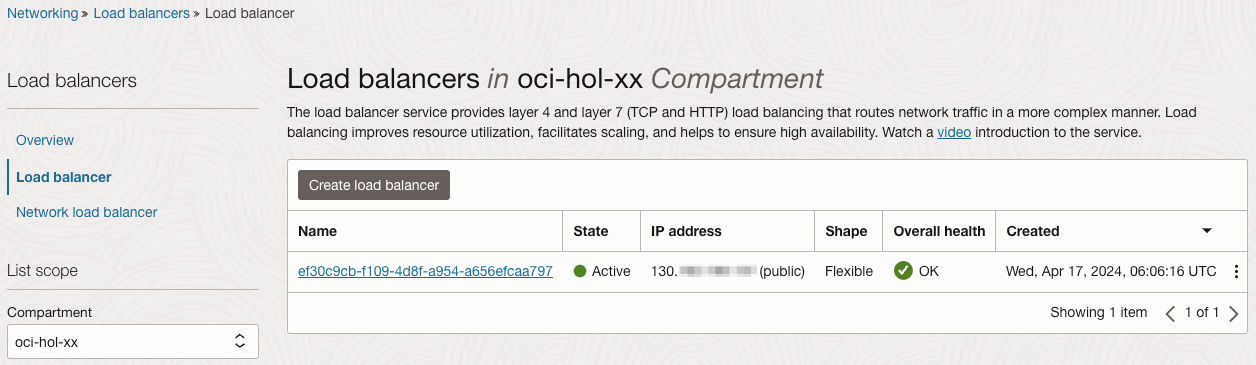 Networking » Load balancers » Load balancer
Load balancers
Overview
Load balancer
Network load balancer
List scope
Compartment
oci-hol-xx
Load balancers in oci-hol-xx Compartment
The load balancer service provides layer 4 and layer 7 (TCP and HTTP) load balancing that routes network traffic in a more complex manner. Load
balancing improves resource utilization, facilitates scaling, and helps to ensure high availability. Watch a video introduction to the service.
Create load balancer
Name State IP address Shape Overall health Created
ef30c9cb-f109-4d8f-a954-a656efcaa797 Active 130. (public) Flexible OK Wed, Apr 17, 2024, 06:06:16 UTC
Showing 1 item 1 of 1